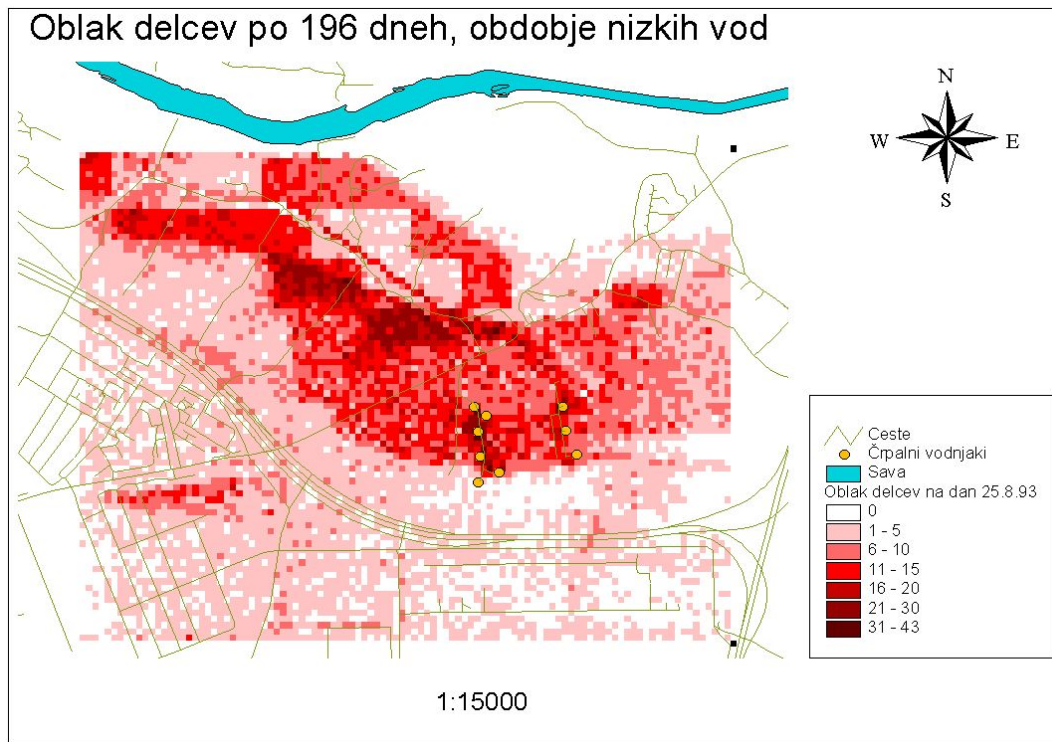 Oblak delcev po 196 dneh, obdobje nizkih vod
N
W E
S
Ceste
Črpalni vodnjaki
Sava
Oblak delcev na dan 25.8.93
0
1 - 5
6 - 10
11 - 15
16 - 20
21 - 30
31 - 43
1:15000